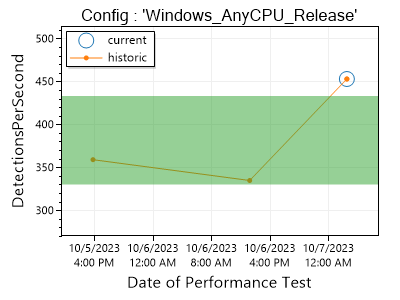 Config : 'Windows_AnyCPU_Release'
current
historic
DetectionsPerSecond
500
450
400
350
300
10/5/2023 10/6/2023 10/6/2023 10/6/2023 10/7/2023
4:00 PM 12:00 AM 8:00 AM 4:00 PM 12:00 AM
Date of Performance Test